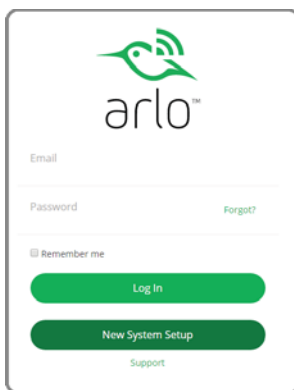 arlo™
Email
Password
Forgot?
Remember me
Log In
New System Setup
Support